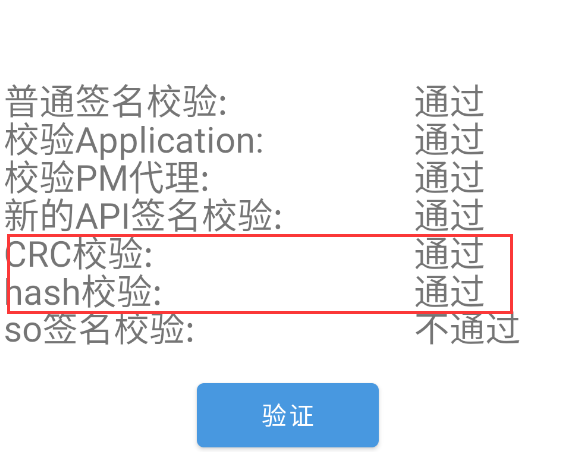 普通签名校验: 通过
校验Application: 通过
校验PM代理: 通过
新的API签名校验: 通过
CRC校验: 通过
hash校验: 通过
so签名校验: 不通过
验证